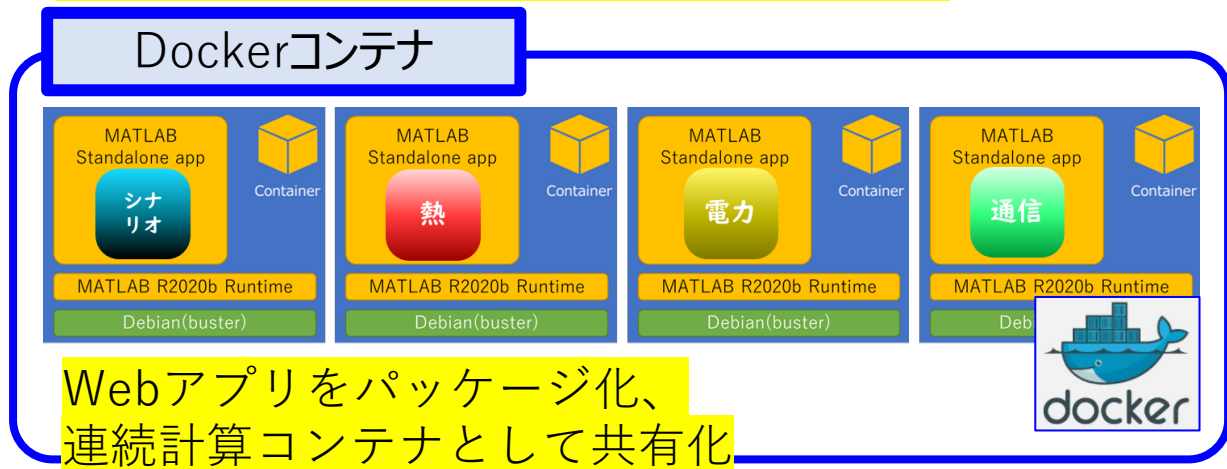 Dockerコンテナ
MATLAB
Standalone app
シナ
リオ
Container
MATLAB R2020b Runtime
Debian(buster)
MATLAB
Standalone app
熱
Container
MATLAB R2020b Runtime
Debian(buster)
MATLAB
Standalone app
電力
Container
MATLAB R2020b Runtime
Debian(buster)
MATLAB
Standalone app
通信
Container
MATLAB R2020b Runtime
Deb
docker
Webアプリをパッケージ化、
連続計算コンテナとして共有化